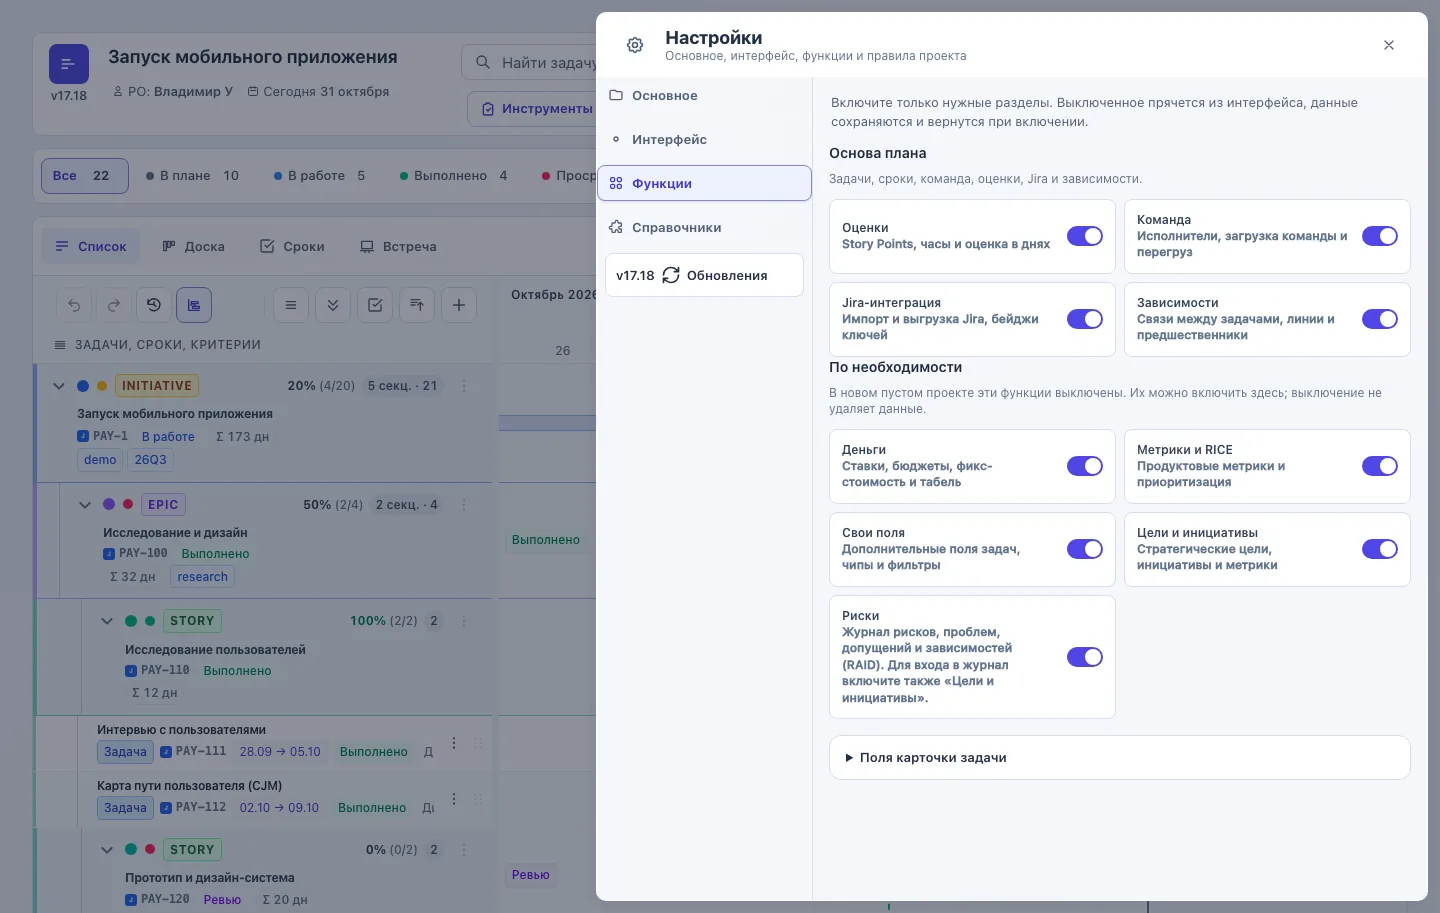 Запуск мобильного приложения
v17.18
РО: Владимир У
Сегодня 31 октября
Найти задачу
Инструменты
Все 22
В плане 10
В работе 5
Выполнено 4
Список
Доска
Сроки
Встреча
Октябрь 2026
ЗАДАЧИ, СРОКИ, КРИТЕРИИ
26
INITIATIVE
20% (4/20)
5 секц. · 21
Запуск мобильного приложения
PAY-1 В работе Σ 173 дн
demo 26Q3
EPIC
50% (2/4)
2 секц. · 4
Исследование и дизайн
PAY-100 Выполнено
Σ 32 дн research
Выполнено
STORY
100% (2/2) 2
Исследование пользователей
PAY-110 Выполнено
Σ 12 дн
Интервью с пользователями
Задача PAY-111 28.09 → 05.10 Выполнено
Карта пути пользователя (CJM)
Задача PAY-112 02.10 → 09.10 Выполнено
STORY
0% (0/2) 2
Прототип и дизайн-система
PAY-120 Ревью Σ 20 дн
Ревью
Настройки
Основное, интерфейс, функции и правила проекта
Основное
Интерфейс
Функции
Справочники
v17.18 Обновления
Включите только нужные разделы. Выключенное прячется из интерфейса, данные
сохраняются и вернутся при включении.
Основа плана
Задачи, сроки, команда, оценки, Jira и зависимости.
Оценки
Story Points, часы и оценка в днях
Команда
Исполнители, загрузка команды и
перегруз
Jira-интеграция
Импорт и выгрузка Jira, бейджи
ключей
Зависимости
Связи между задачами, линии и
предшественники
По необходимости
В новом пустом проекте эти функции выключены. Их можно включить здесь; выключение не
удаляет данные.
Деньги
Ставки, бюджеты, фикс-
стоимость и табель
Метрики и RICE
Продуктовые метрики и
приоритизация
Свои поля
Дополнительные поля задач,
чипы и фильтры
Цели и инициативы
Стратегические цели,
инициативы и метрики
Риски
Журнал рисков, проблем,
допущений и зависимостей
(RAID). Для входа в журнал
включите также «Цели и
инициативы».
Поля карточки задачи